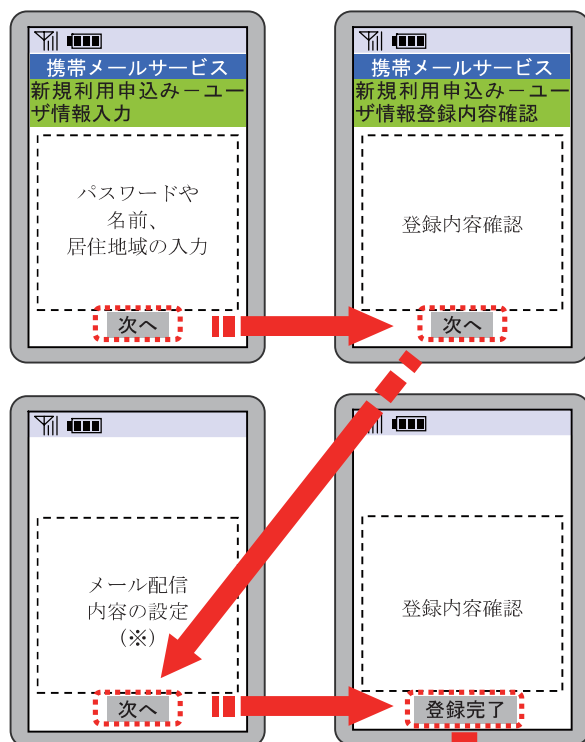 携帯メールサービス
新規利用申込み－ユー
ザ情報入力
パスワードや
名前、
居住地域の入力
次へ
携帯メールサービス
新規利用申込み－ユー
ザ情報登録内容確認
登録内容確認
次へ
メール配信
内容の設定
（※）
次へ
登録内容確認
登録完了